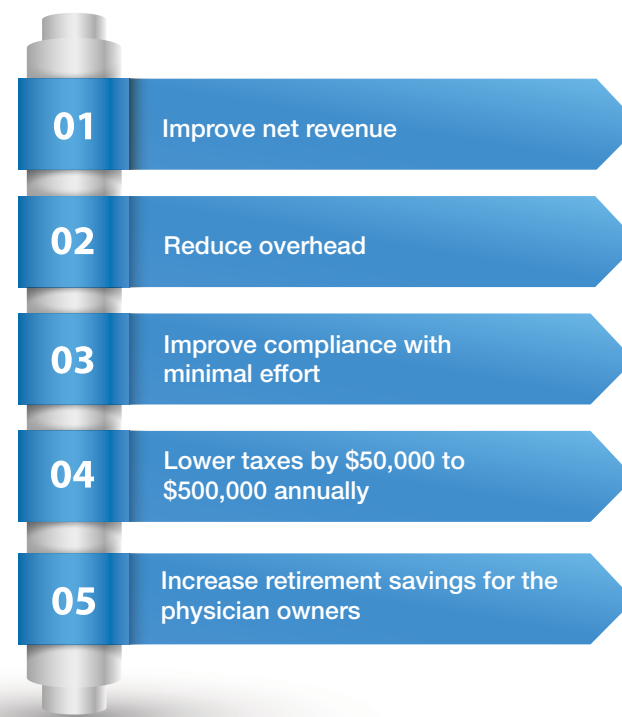 01
Improve net revenue
02
Reduce overhead
03
Improve compliance with
minimal effort
04
Lower taxes by $50,000 to
$500,000 annually
05
Increase retirement savings for the
physician owners